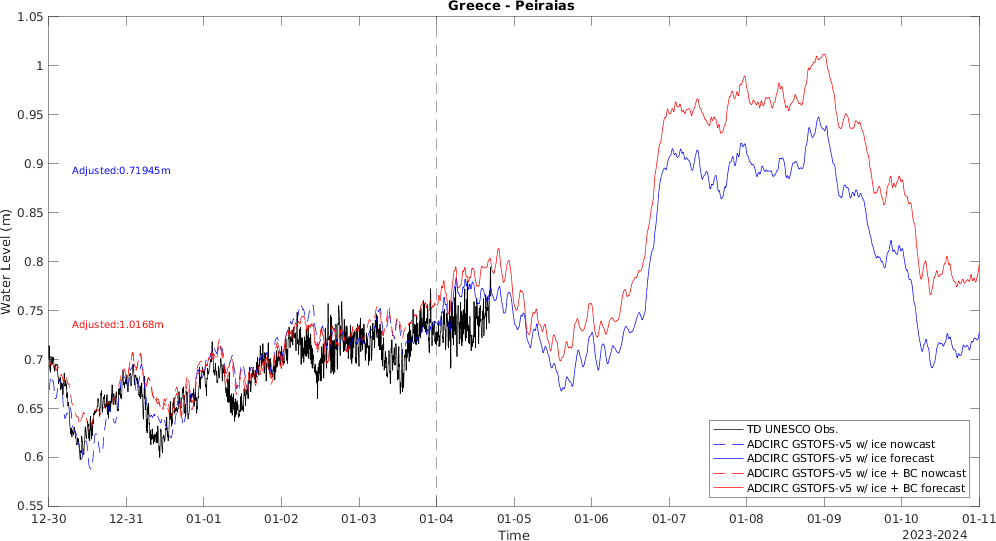 Greece - Peiraias
1.05
1
0.95
0.9
0.85
0.8
0.75
0.7
0.65
0.6
0.55
Water Level (m)
Adjusted:0.71945m
Adjusted:1.0168m
TD UNESCO Obs.
ADCIRC GSTOFS-v5 w/ ice nowcast
ADCIRC GSTOFS-v5 w/ ice forecast
ADCIRC GSTOFS-v5 w/ ice + BC nowcast
ADCIRC GSTOFS-v5 w/ ice + BC forecast
12-30 12-31 01-01 01-02 01-03 01-04 01-05 01-06 01-07 01-08 01-09 01-10 01-11
Time
2023-2024